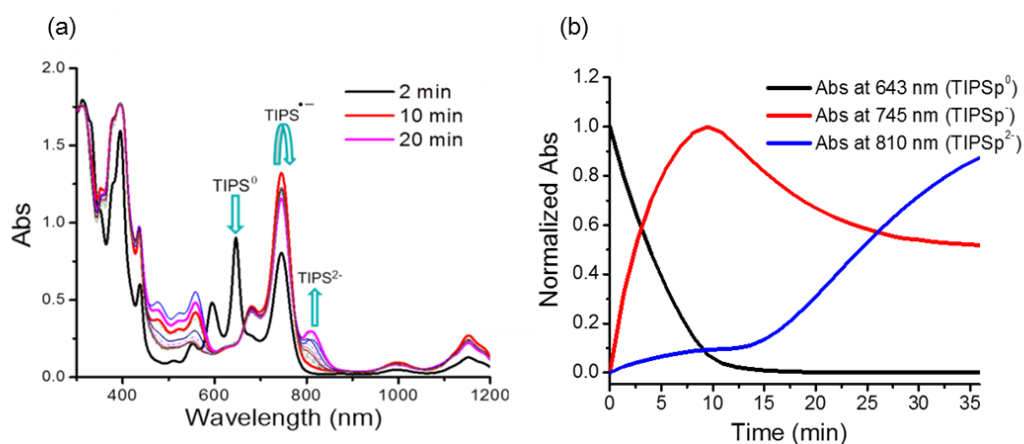 (a)
2.0
1.5
1.0
0.5
0.0
Abs
400
600
800
1000
1200
Wavelength (nm)
2 min
10 min
20 min
TIPS•−
TIPS⁰
TIPS²⁻
(b)
1.2
1.0
0.8
0.6
0.4
0.2
0.0
Normalized Abs
0
5
10
15
20
25
30
35
Time (min)
Abs at 643 nm (TIPSp⁰)
Abs at 745 nm (TIPSp⁻)
Abs at 810 nm (TIPSp²⁻)